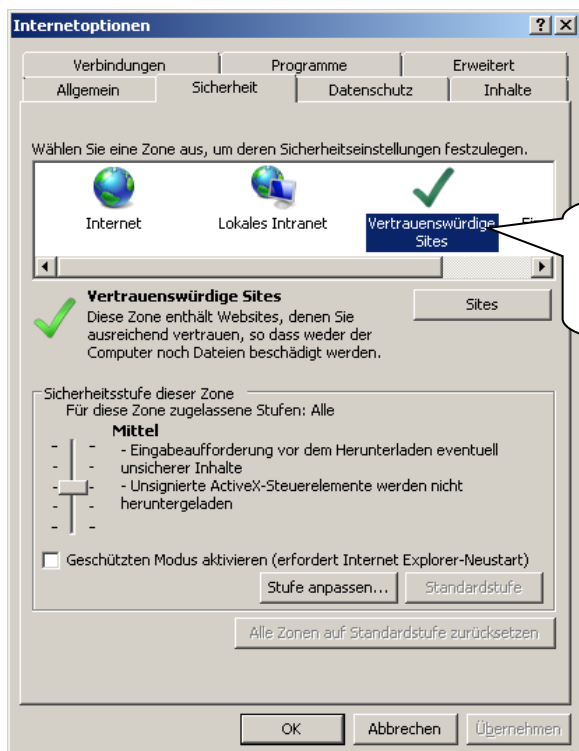 Internetoptionen
Verbindungen Programme Erweitert
Allgemein Sicherheit Datenschutz Inhalte
Wählen Sie eine Zone aus, um deren Sicherheitseinstellungen festzulegen.
Internet Lokales Intranet Vertrauenswürdige
Sites
Vertrauenswürdige Sites
Sites
Diese Zone enthält Websites, denen Sie
ausreichend vertrauen, so dass weder der
Computer noch Dateien beschädigt werden.
Sicherheitsstufe dieser Zone
Für diese Zone zugelassene Stufen: Alle
Mittel
- Eingabeaufforderung vor dem Herunterladen eventuell
unsicherer Inhalte
- Unsignierte ActiveX-Steuerelemente werden nicht
heruntergeladen
Geschützten Modus aktivieren (erfordert Internet Explorer-Neustart)
Stufe anpassen... Standardstufe
Alle Zonen auf Standardstufe zurücksetzen
OK Abbrechen Übernehmen